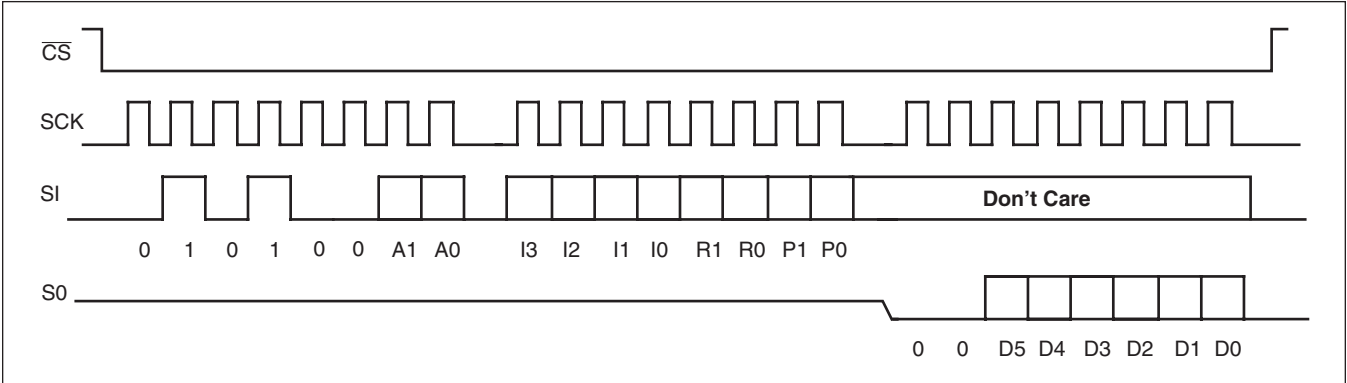 CS
SCK
SI
Don't Care
0 1 0 1 0 0 A1 A0 I3 I2 I1 I0 R1 R0 P1 P0
S0
0 0 D5 D4 D3 D2 D1 D0